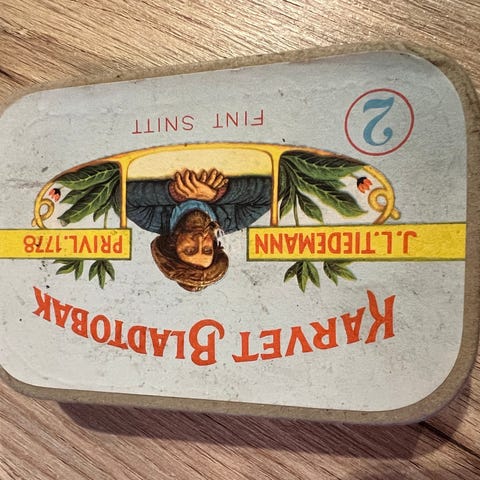 KARVET BLADTOBAK
J.L.TIEDEMANN PRIVL.1778
FINT SNITT
2